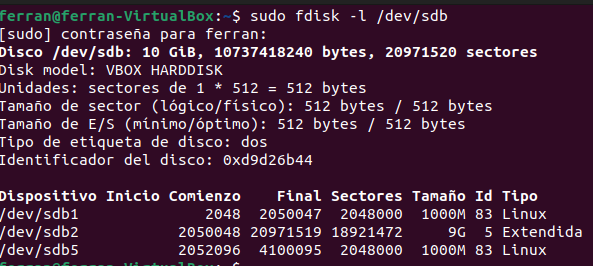 ferran@ferran-VirtualBox:~$ sudo fdisk -l /dev/sdb
[sudo] contraseña para ferran:
Disco /dev/sdb: 10 GiB, 10737418240 bytes, 20971520 sectores
Disk model: VBOX HARDDISK
Unidades: sectores de 1 * 512 = 512 bytes
Tamaño de sector (lógico/físico): 512 bytes / 512 bytes
Tamaño de E/S (mínimo/óptimo): 512 bytes / 512 bytes
Tipo de etiqueta de disco: dos
Identificador del disco: 0xd9d26b44
Dispositivo Inicio Comienzo Final Sectores Tamaño Id Tipo
/dev/sdb1 2048 2050047 2048000 1000M 83 Linux
/dev/sdb2 2050048 20971519 18921472 9G 5 Extendida
/dev/sdb5 2052096 4100095 2048000 1000M 83 Linux
ferran@ferran-VirtualBox:~$